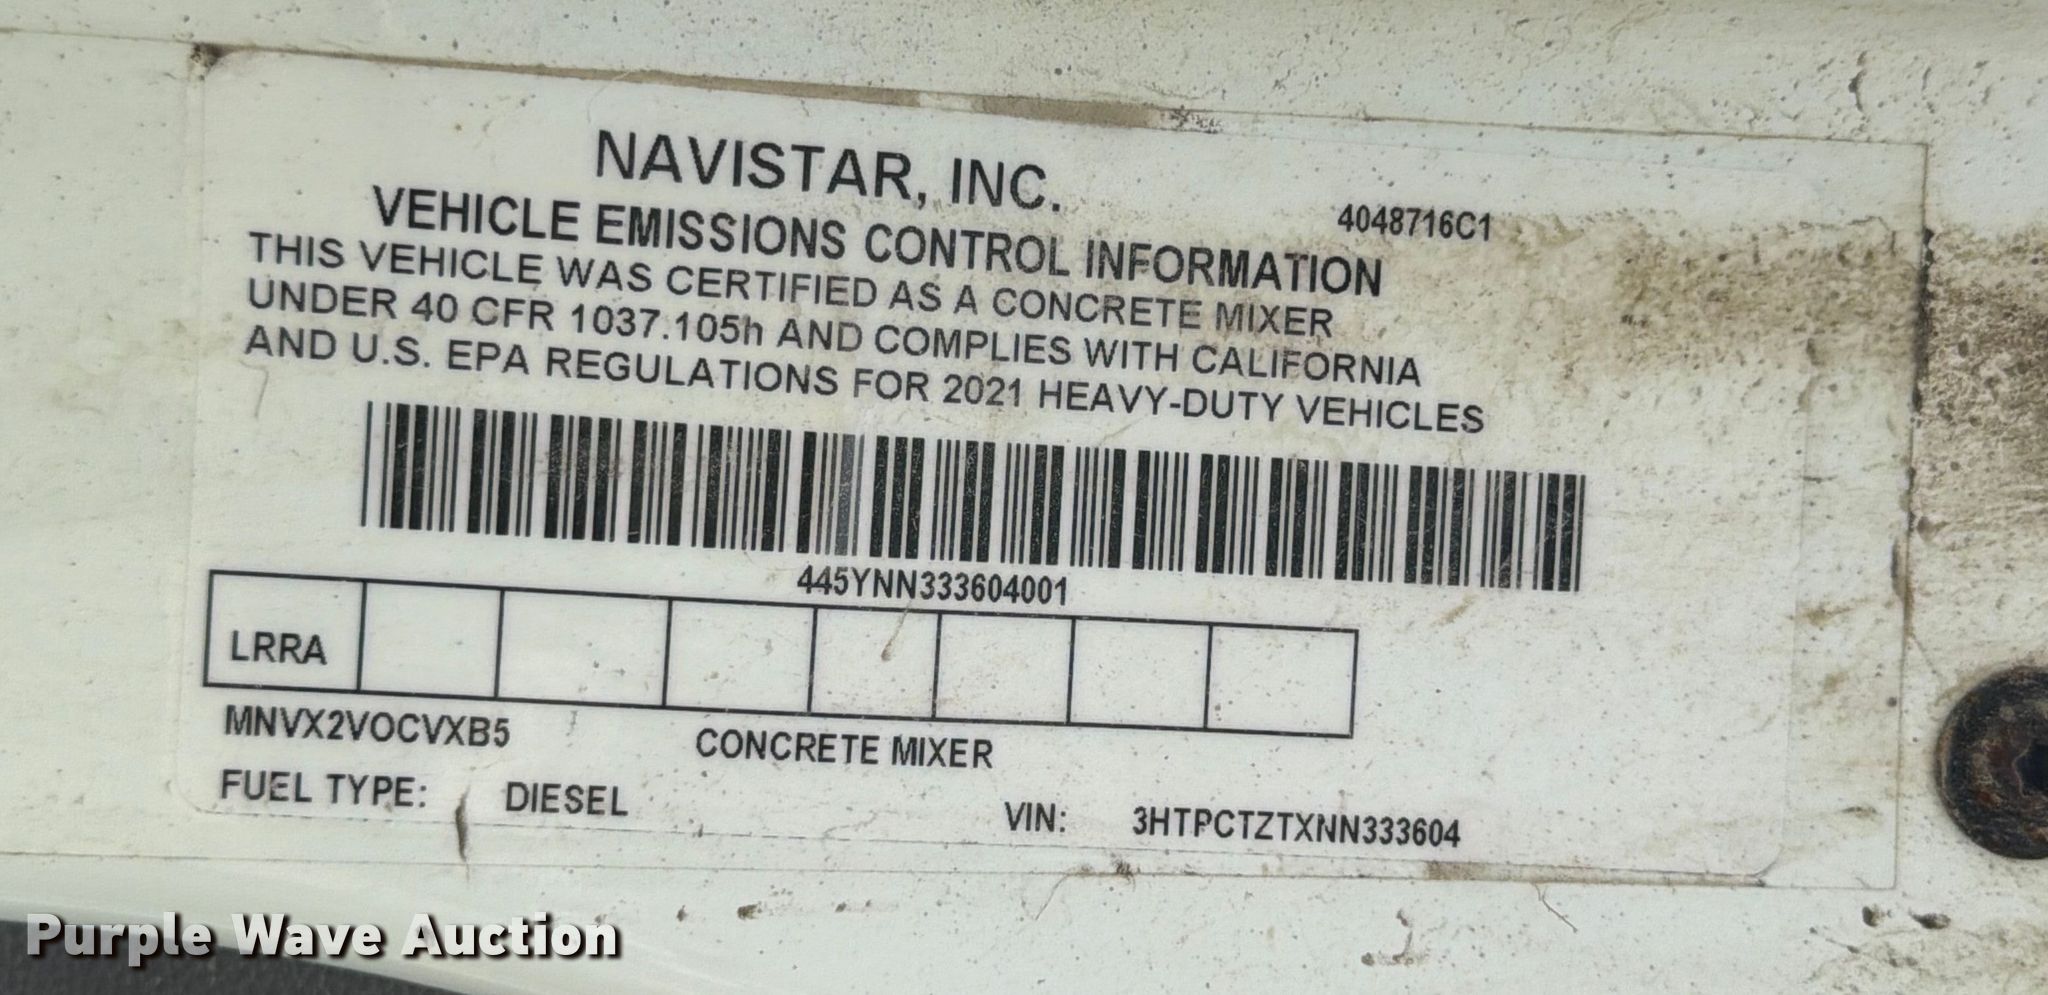 NAVISTAR, INC.
4048716C1
VEHICLE EMISSIONS CONTROL INFORMATION
THIS VEHICLE WAS CERTIFIED AS A CONCRETE MIXER
UNDER 40 CFR 1037.105h AND COMPLIES WITH CALIFORNIA
AND U.S. EPA REGULATIONS FOR 2021 HEAVY-DUTY VEHICLES
445YNN333604001
LRRA
MNVX2VOCVXB5 CONCRETE MIXER
FUEL TYPE: DIESEL VIN: 3HTPCTZTXNN333604
Purple Wave Auction